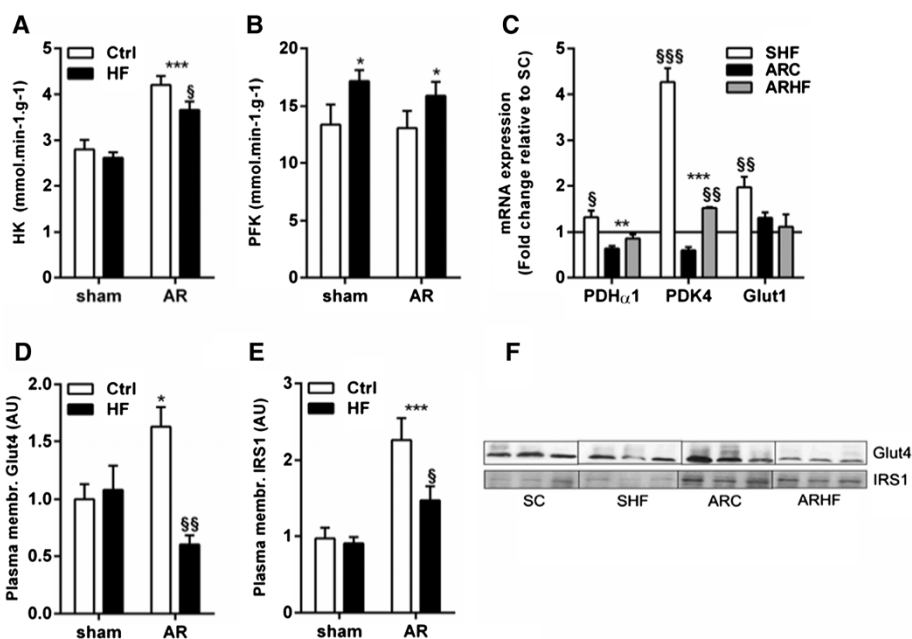 A
Ctrl
HF
HK (mmol.min-1.g-1)
5
4
3
2
1
0
***
§
sham AR
B
PFK (mmol.min-1.g-1)
20
15
10
15
0
*
*
sham AR
C
SHF
ARC
ARHF
mRNA expression
(Fold change relative to SC)
5
4
3
2
1
0
§
**
§§§
***
§§
§§
PDHα1 PDK4 Glut1
D
Ctrl
HF
Plasma membr. Glut4 (AU)
2.0
1.5
1.0
0.5
0.0
*
§§
sham AR
E
Ctrl
HF
Plasma membr. IRS1 (AU)
3
2
1
0
***
§
sham AR
F
Glut4
IRS1
SC SHF ARC ARHF